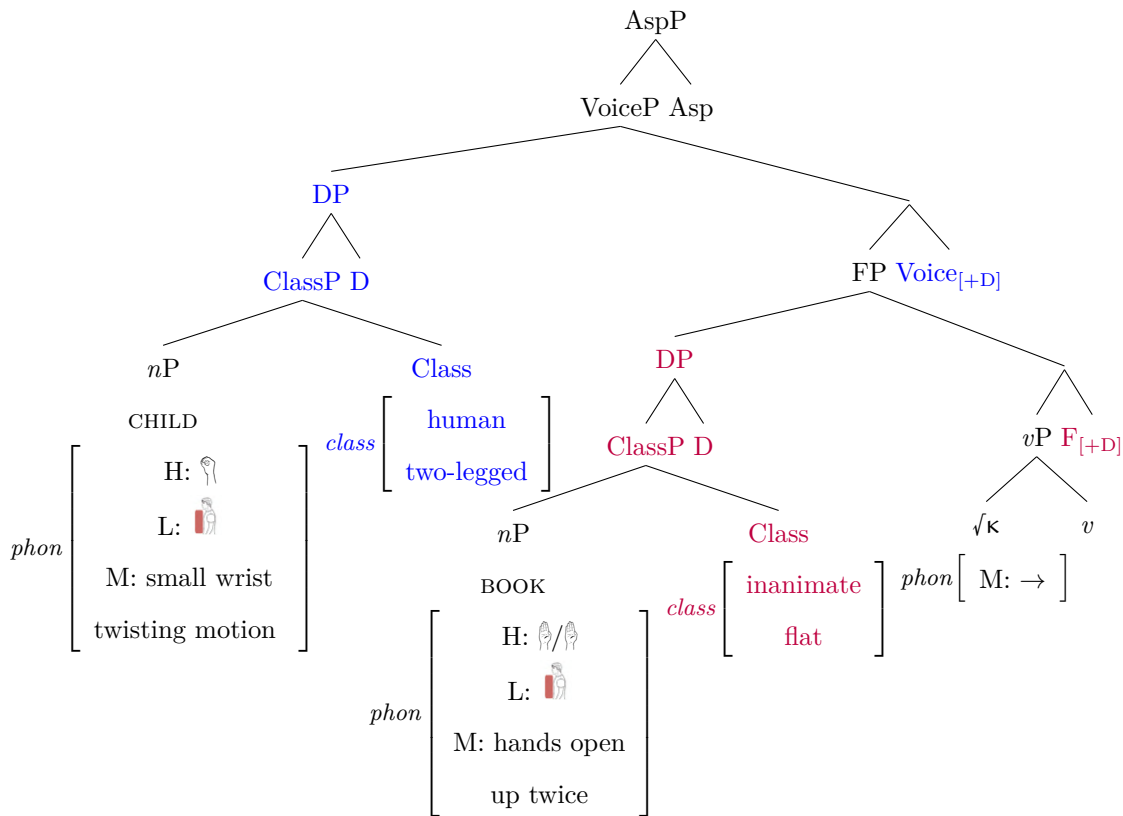 AspP
VoiceP Asp
DP
ClassP D
FP Voice[+D]
nP
Class
DP
CHILD
human
two-legged
class
ClassP D
vP F[+D]
H:
L:
phon
M: small wrist
twisting motion
nP
Class
√κ
v
BOOK
inanimate
flat
class
phon
M: →
H: /
L:
phon
M: hands open
up twice